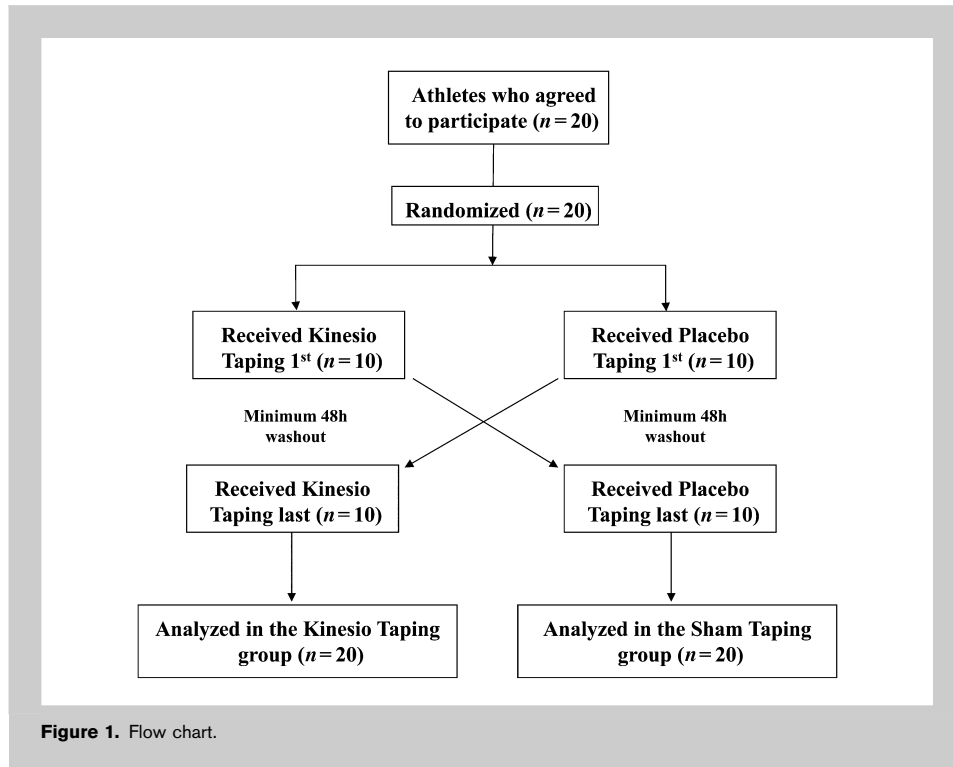 Athletes who agreed
to participate (n = 20)
Randomized (n = 20)
Received Kinesio
Taping 1st (n = 10)
Received Placebo
Taping 1st (n = 10)
Minimum 48h
washout
Minimum 48h
washout
Received Kinesio
Taping last (n = 10)
Received Placebo
Taping last (n = 10)
Analyzed in the Kinesio Taping
group (n = 20)
Analyzed in the Sham Taping
group (n = 20)
Figure 1. Flow chart.